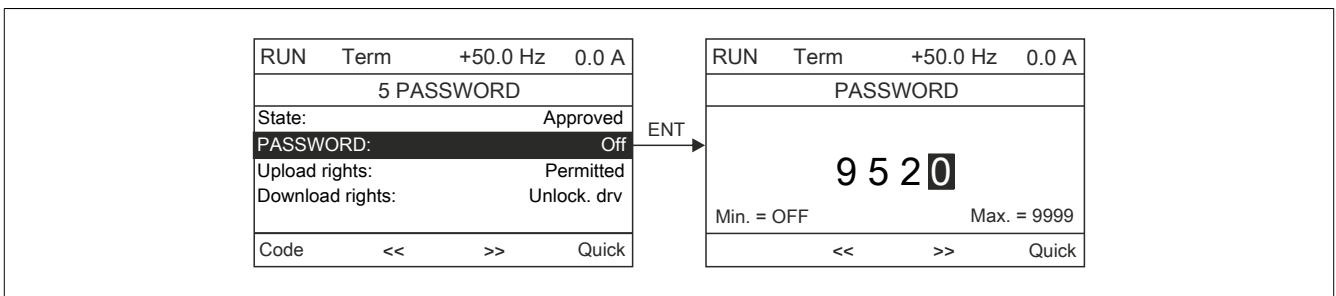 RUN Term +50.0 Hz 0.0 A
5 PASSWORD
State: Approved
PASSWORD: Off
Upload rights: Permitted
Download rights: Unlock. drv
Code << >> Quick
ENT
RUN Term +50.0 Hz 0.0 A
PASSWORD
9 5 2 0
Min. = OFF Max. = 9999
<< >> Quick